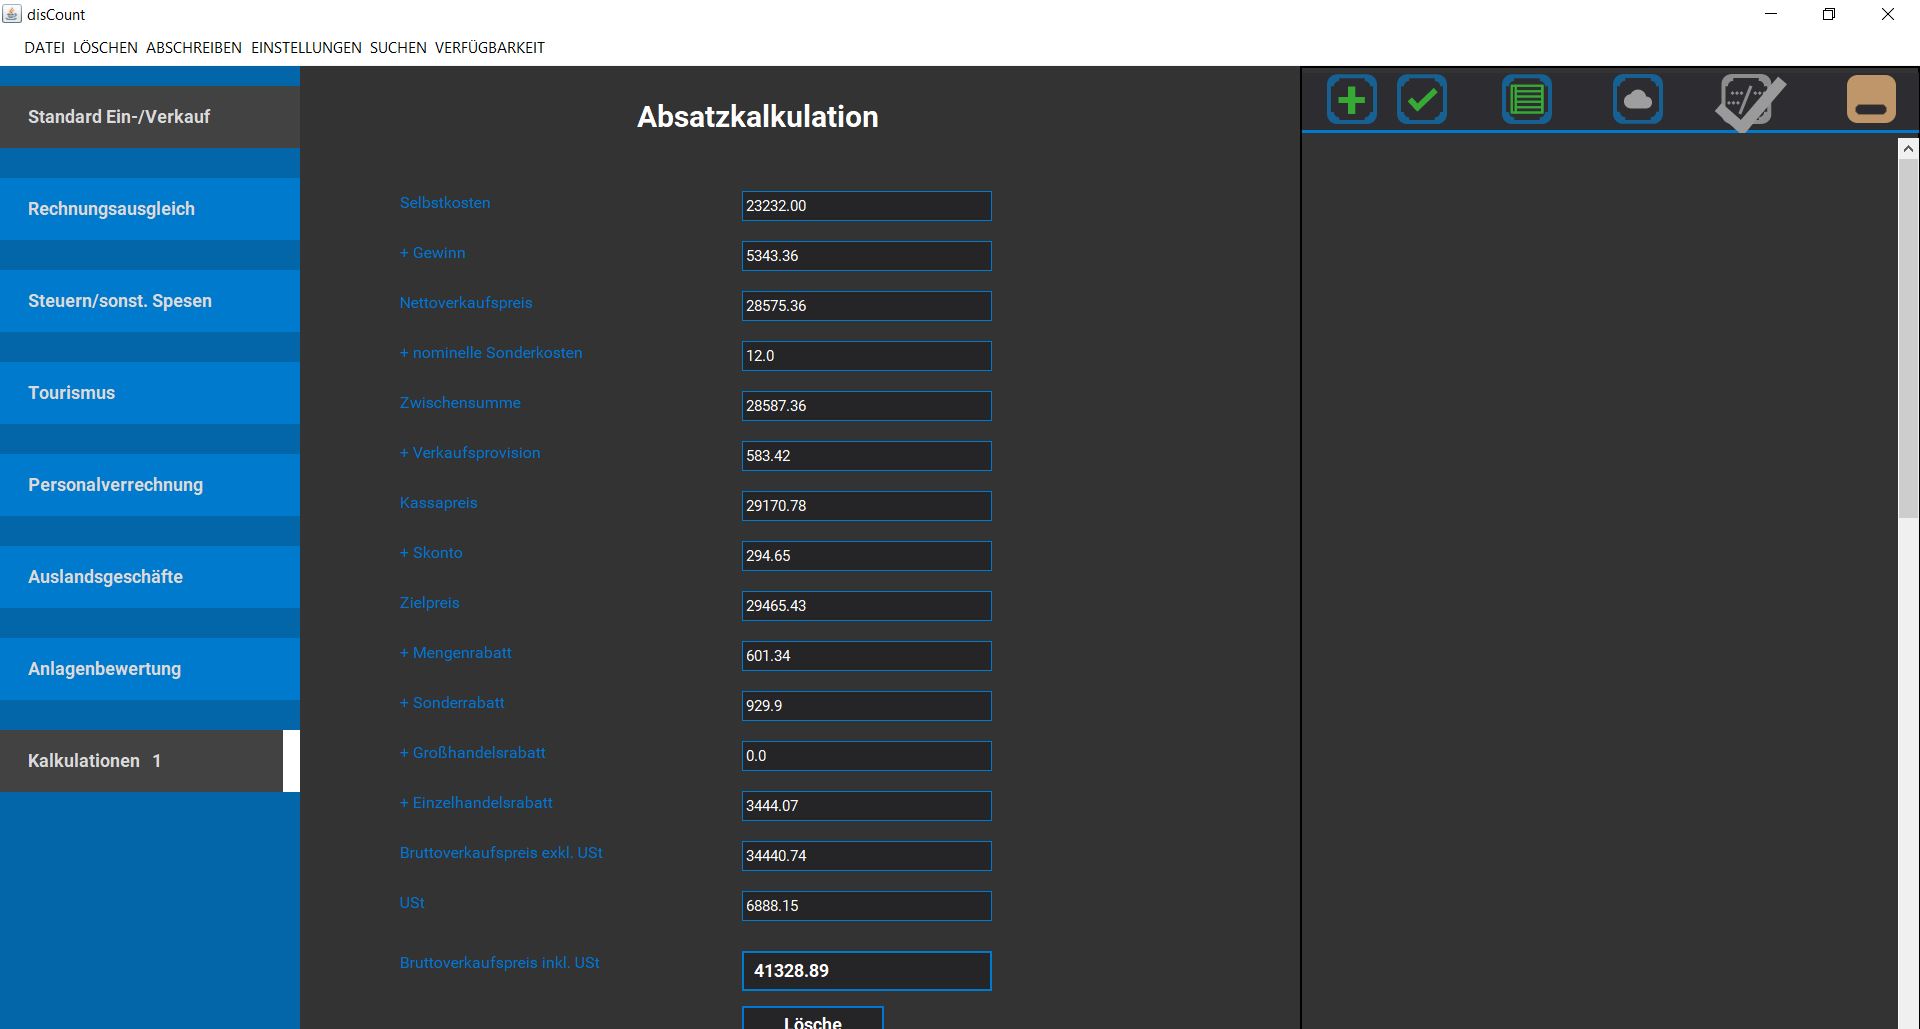 disCount
DATEI LÖSCHEN ABSCHREIBEN EINSTELLUNGEN SUCHEN VERFÜGBARKEIT
Standard Ein-/Verkauf
Rechnungsausgleich
Steuern/sonst. Spesen
Tourismus
Personalverrechnung
Auslandsgeschäfte
Anlagenbewertung
Kalkulationen 1
Absatzkalkulation
Selbstkosten 23232.00
+ Gewinn 5343.36
Nettoverkaufspreis 28575.36
+ nominelle Sonderkosten 12.0
Zwischensumme 28587.36
+ Verkaufsprovision 583.42
Kassapreis 29170.78
+ Skonto 294.65
Zielpreis 29465.43
+ Mengenrabatt 601.34
+ Sonderrabatt 929.9
+ Großhandelsrabatt 0.0
+ Einzelhandelsrabatt 3444.07
Bruttoverkaufspreis exkl. USt 34440.74
USt 6888.15
Bruttoverkaufspreis inkl. USt 41328.89
Lösche